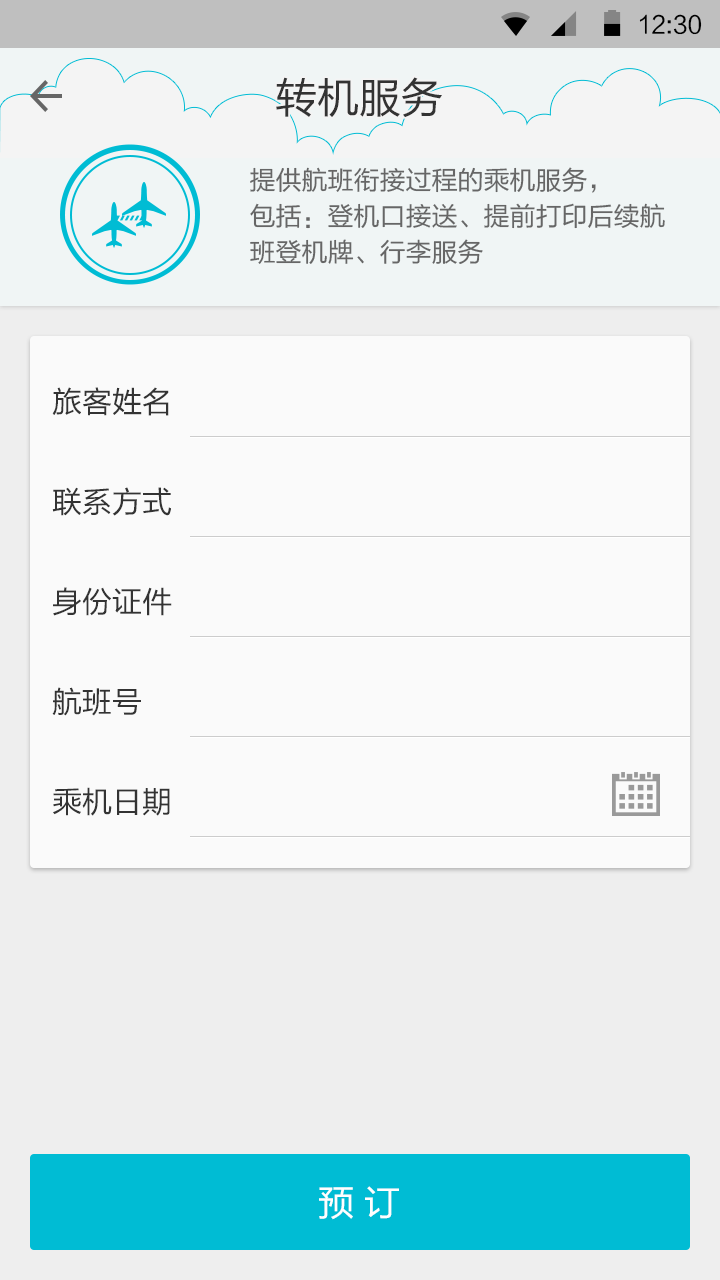 12:30
转机服务
提供航班衔接过程的乘机服务，
包括：登机口接送、提前打印后续航
班登机牌、行李服务
旅客姓名
联系方式
身份证件
航班号
乘机日期
预订